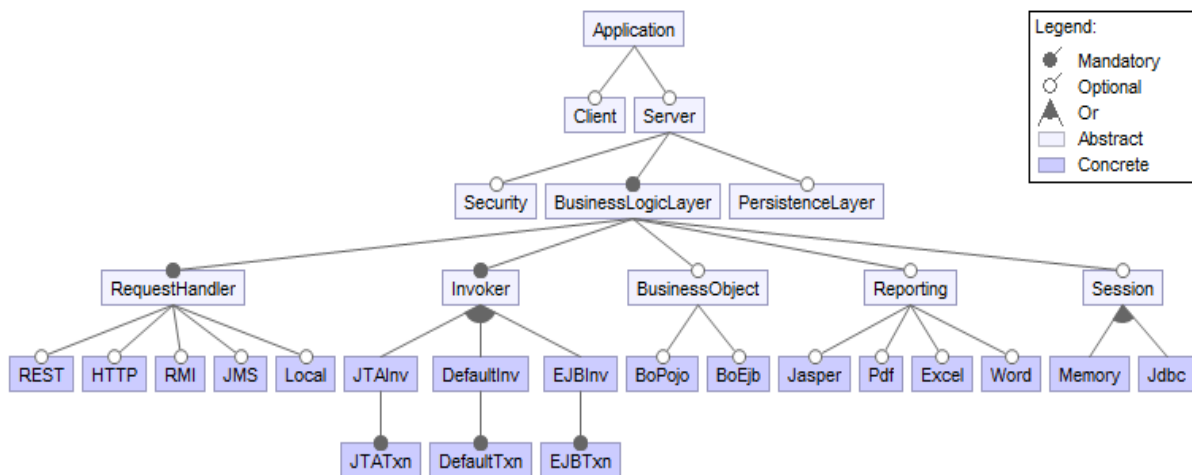 Application
Legend:
Mandatory
Optional
Or
Abstract
Concrete
Client
Server
Security
BusinessLogicLayer
PersistenceLayer
RequestHandler
Invoker
BusinessObject
Reporting
Session
REST
HTTP
RMI
JMS
Local
JTAInv
DefaultInv
EJBInv
BoPojo
BoEjb
Jasper
Pdf
Excel
Word
Memory
Jdbc
JTATxn
DefaultTxn
EJBTxn